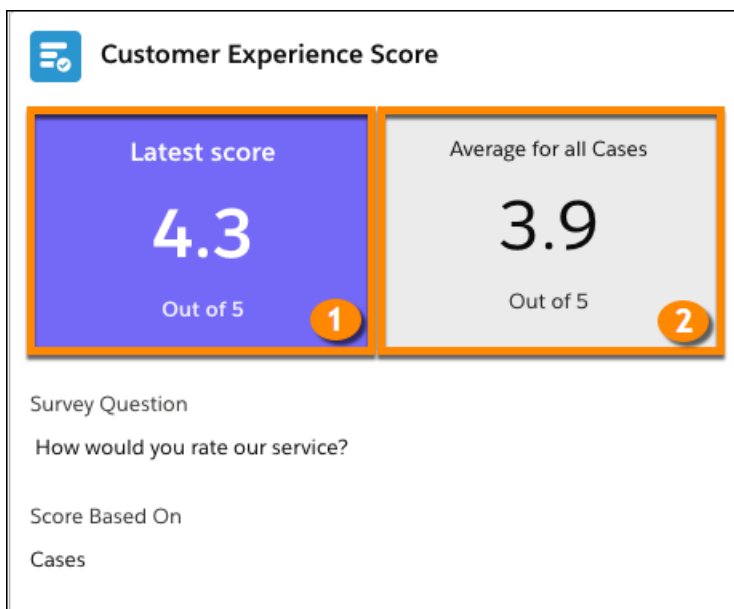 Customer Experience Score
Latest score
4.3
Out of 5
1
Average for all Cases
3.9
Out of 5
2
Survey Question
How would you rate our service?
Score Based On
Cases